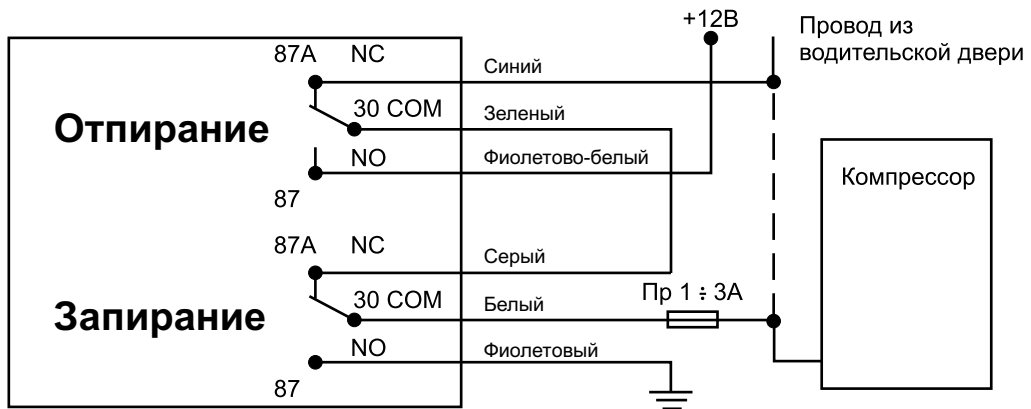 +12В
Провод из
водительской двери
87A NC
Синий
30 COM
Зеленый
Отпирание
NO
Фиолетово-белый
87
Компрессор
87A NC
Серый
30 COM
Белый
Пр 1 ÷ 3А
Запирание
NO
Фиолетовый
87